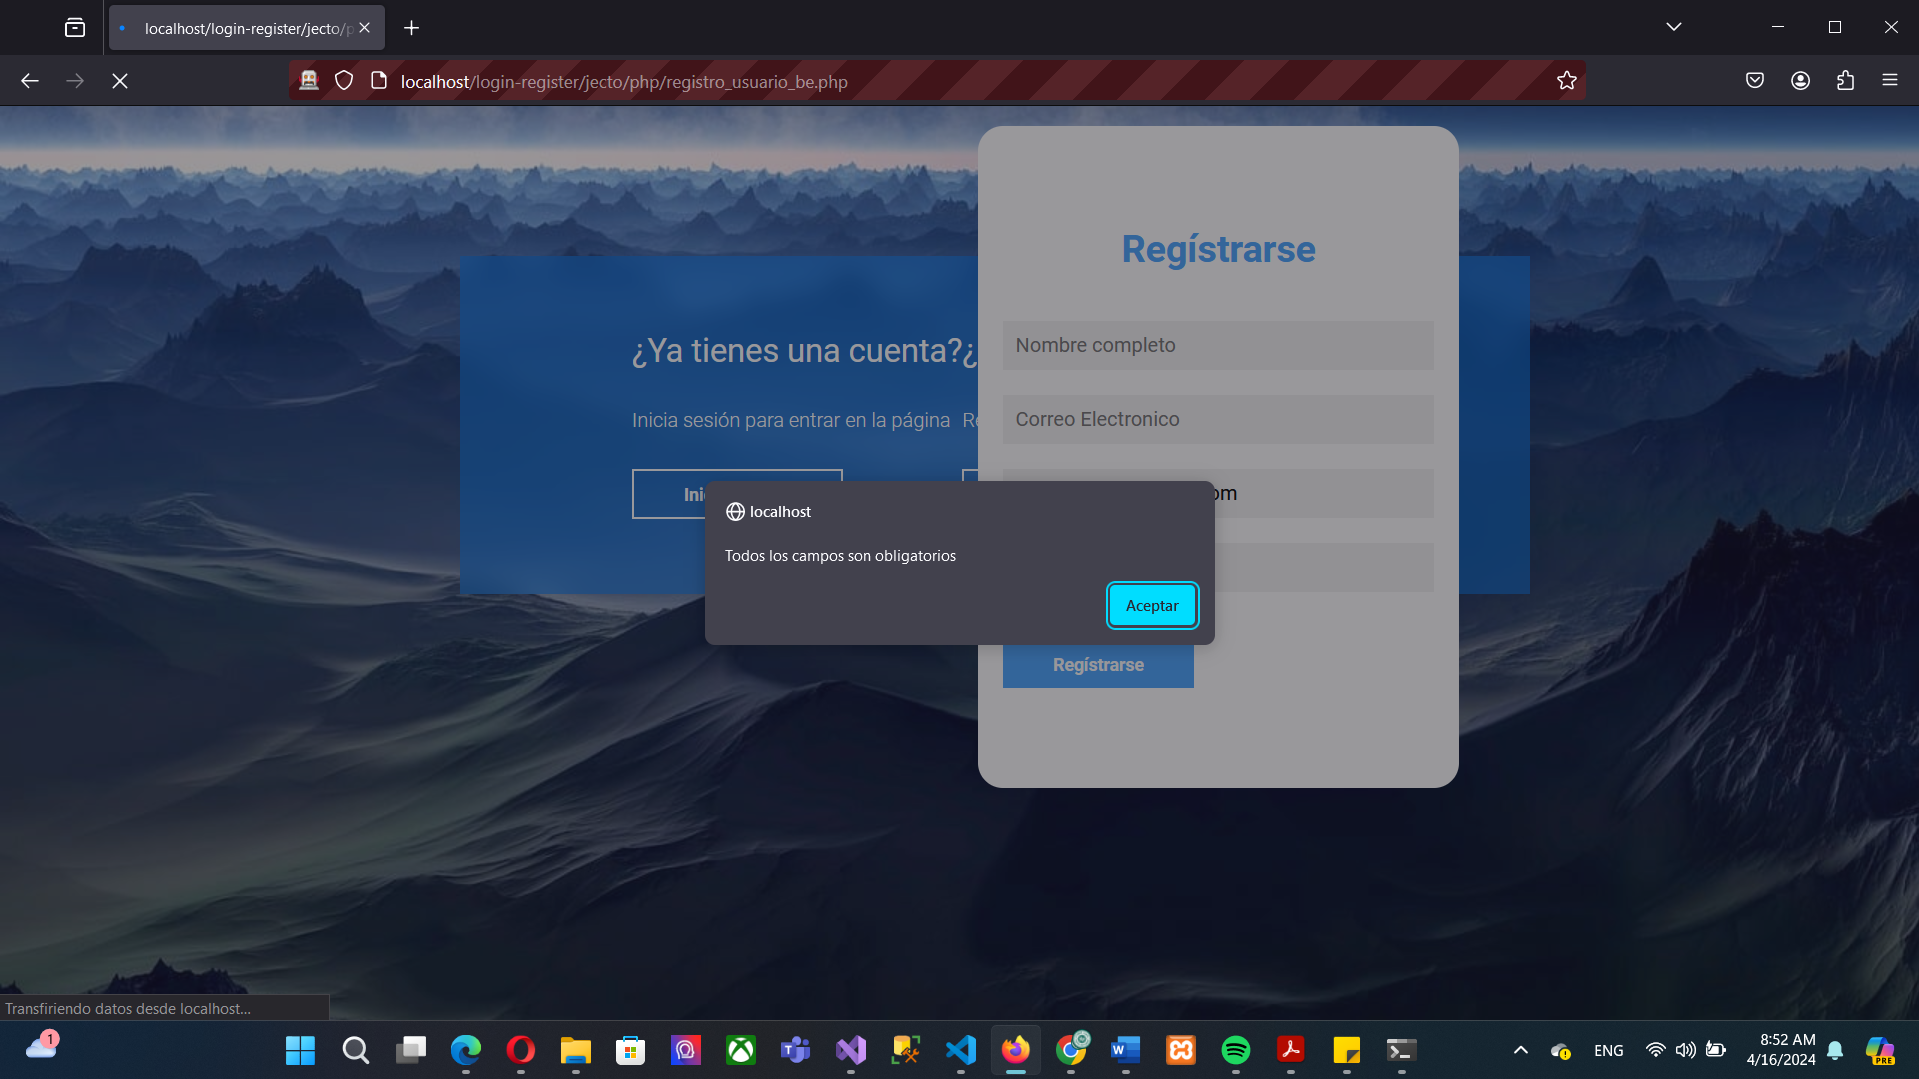 localhost/login-register/jecto/p
localhost/login-register/jecto/php/registro_usuario_be.php
Regístrarse
¿Ya tienes una cuenta?¿
Nombre completo
Inicia sesión para entrar en la página
Correo Electronico
localhost
Todos los campos son obligatorios
Aceptar
Regístrarse
Transfiriendo datos desde localhost...
1
ENG
8:52 AM
4/16/2024
PRE